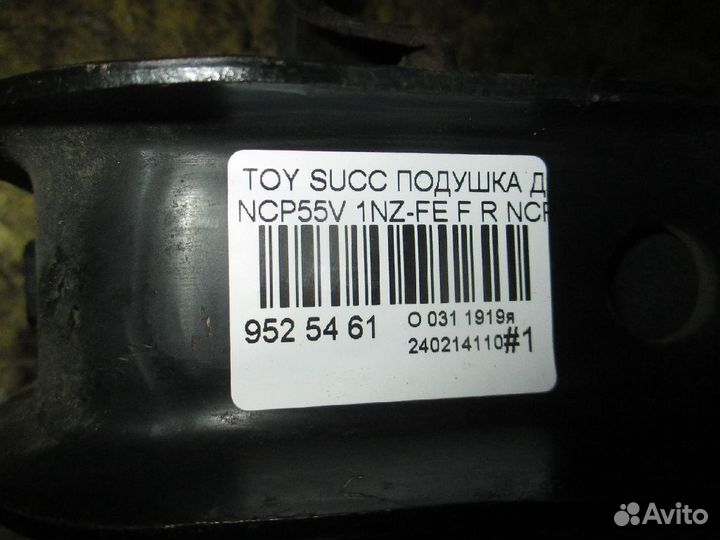 TOY SUCC ПОДУШКА Д
NCP55V 1NZ-FE F R NCP
952 54 61
O 031 1919я
240214110 #1
Avito